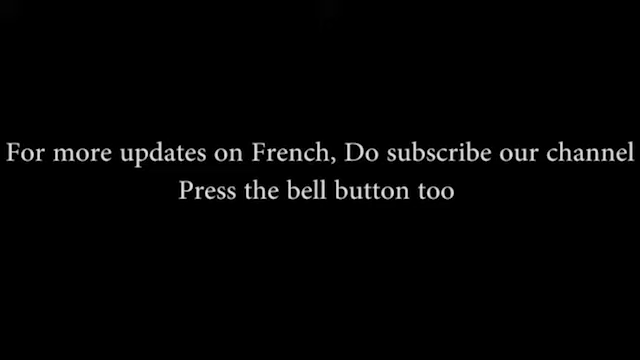 For more updates on French, Do subscribe our channel
Press the bell button too